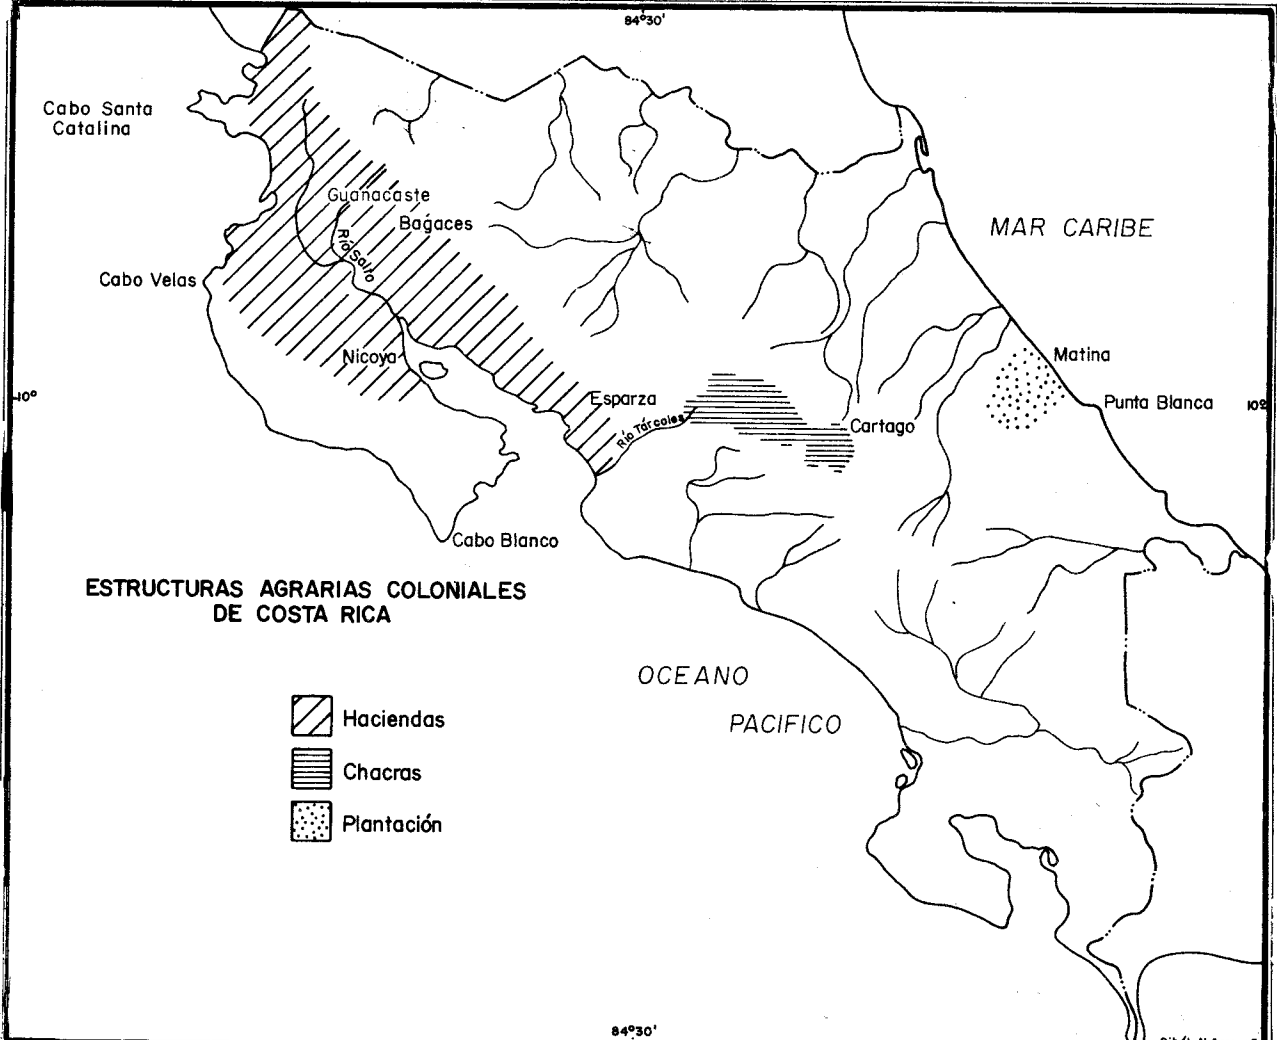 84°30'
Cabo Santa
Catalina
Guanacaste
Bagaces
MAR CARIBE
Río Salto
Cabo Velas
Nicoya
Matina
10°
Esparza
Punta Blanca
10°
Río Tárcoles
Cartago
Cabo Blanco
ESTRUCTURAS AGRARIAS COLONIALES
DE COSTA RICA
OCEANO
PACIFICO
Haciendas
Chacras
Plantación
84°30'